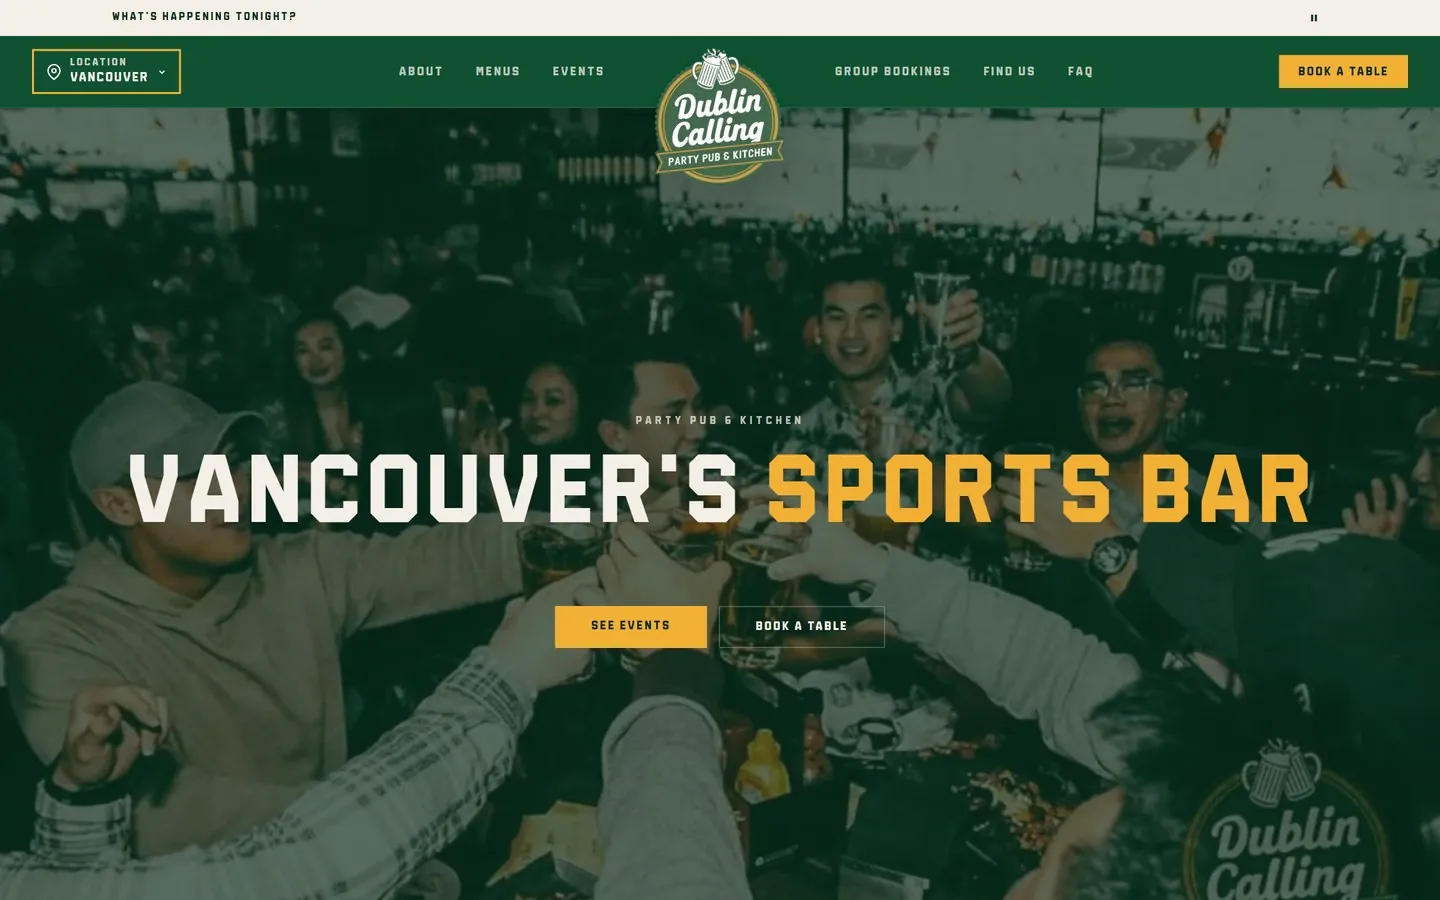 WHAT'S HAPPENING TONIGHT?
LOCATION
VANCOUVER
ABOUT
MENUS
EVENTS
Dublin
Calling
PARTY PUB & KITCHEN
GROUP BOOKINGS
FIND US
FAQ
BOOK A TABLE
PARTY PUB & KITCHEN
VANCOUVER'S SPORTS BAR
SEE EVENTS
BOOK A TABLE
Dublin
Calling